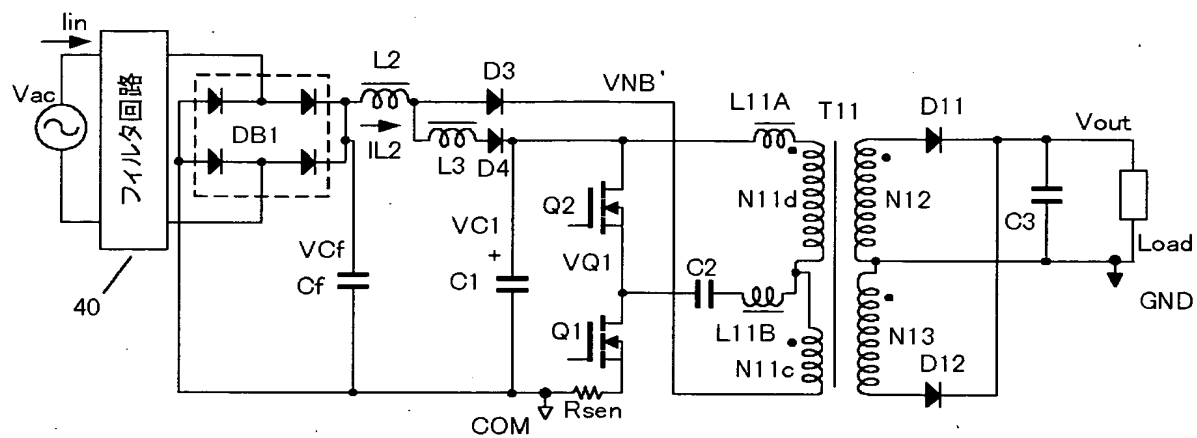 Iin
Vac
フィルタ回路
40
DB1
L2
IL2
L3
D3
D4
VNB'
VCf
Cf
VC1
+
C1
Q2
VQ1
Q1
COM
Rsen
C2
L11A
L11B
T11
N11d
N11c
N12
N13
D11
D12
C3
Vout
Load
GND